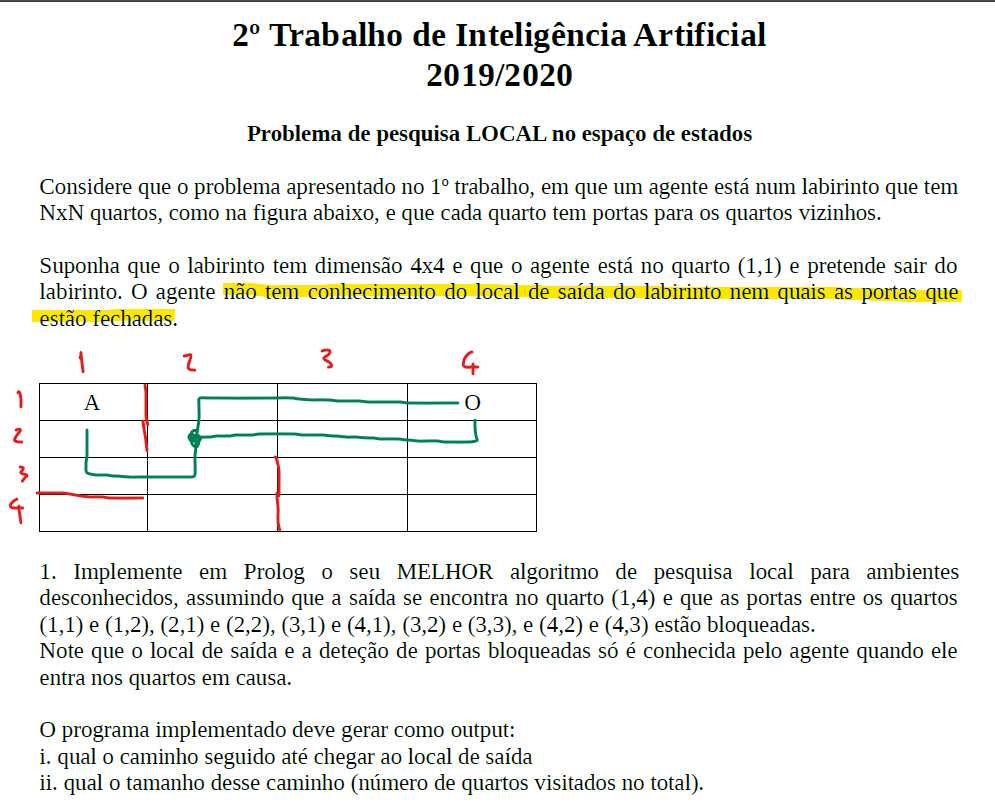 2º Trabalho de Inteligência Artificial
2019/2020
Problema de pesquisa LOCAL no espaço de estados
Considere que o problema apresentado no 1º trabalho, em que um agente está num labirinto que tem
NxN quartos, como na figura abaixo, e que cada quarto tem portas para os quartos vizinhos.
Suponha que o labirinto tem dimensão 4x4 e que o agente está no quarto (1,1) e pretende sair do
labirinto. O agente não tem conhecimento do local de saída do labirinto nem quais as portas que
estão fechadas.
1 2 3 4
1 A O
2
3
4
1. Implemente em Prolog o seu MELHOR algoritmo de pesquisa local para ambientes
desconhecidos, assumindo que a saída se encontra no quarto (1,4) e que as portas entre os quartos
(1,1) e (1,2), (2,1) e (2,2), (3,1) e (4,1), (3,2) e (3,3), e (4,2) e (4,3) estão bloqueadas.
Note que o local de saída e a deteção de portas bloqueadas só é conhecida pelo agente quando ele
entra nos quartos em causa.
O programa implementado deve gerar como output:
i. qual o caminho seguido até chegar ao local de saída
ii. qual o tamanho desse caminho (número de quartos visitados no total).